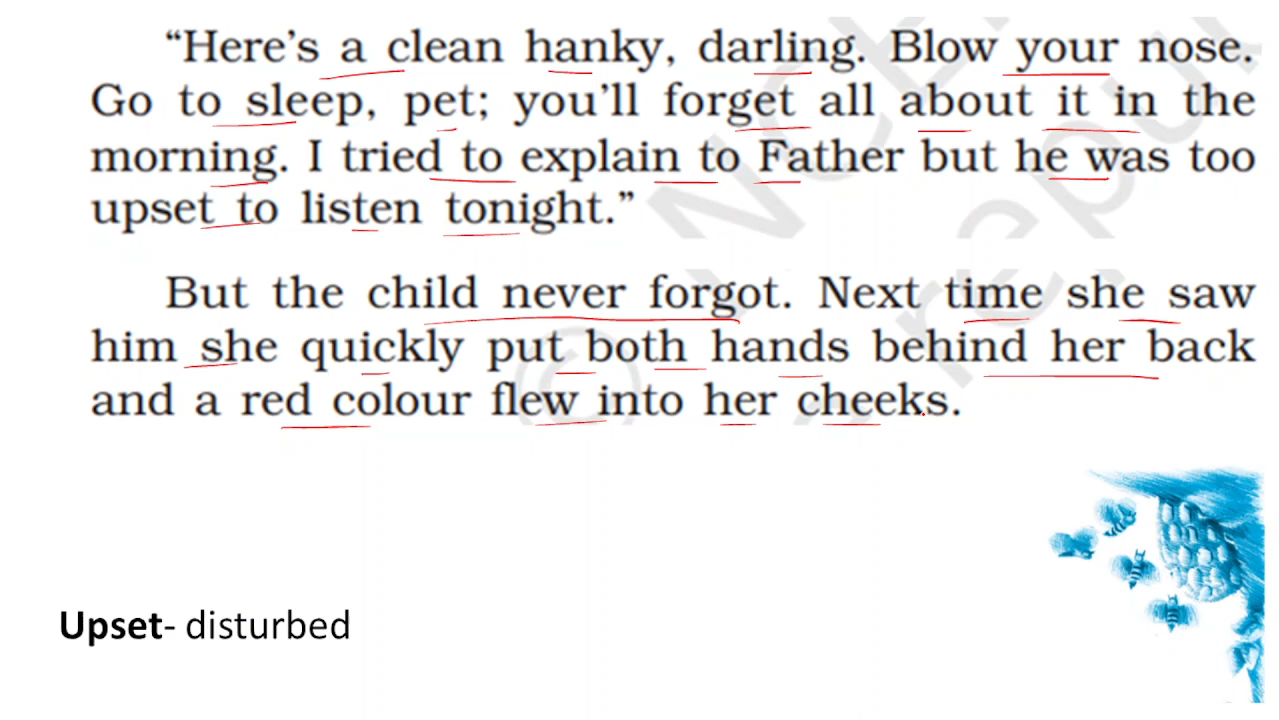 “Here’s a clean hanky, darling. Blow your nose.
Go to sleep, pet; you’ll forget all about it in the
morning. I tried to explain to Father but he was too
upset to listen tonight.”
But the child never forgot. Next time she saw
him she quickly put both hands behind her back
and a red colour flew into her cheeks.
Upset- disturbed